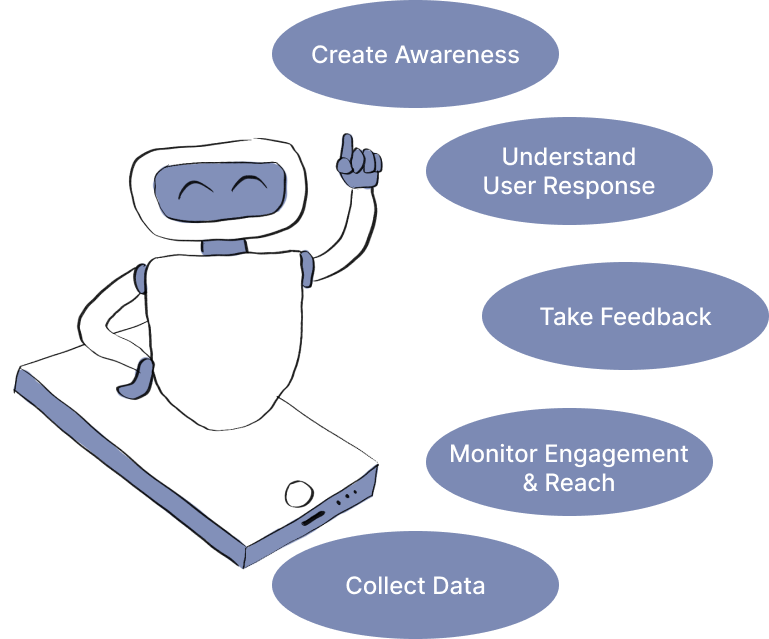 Create Awareness
Understand
User Response
Take Feedback
Monitor Engagement
& Reach
Collect Data